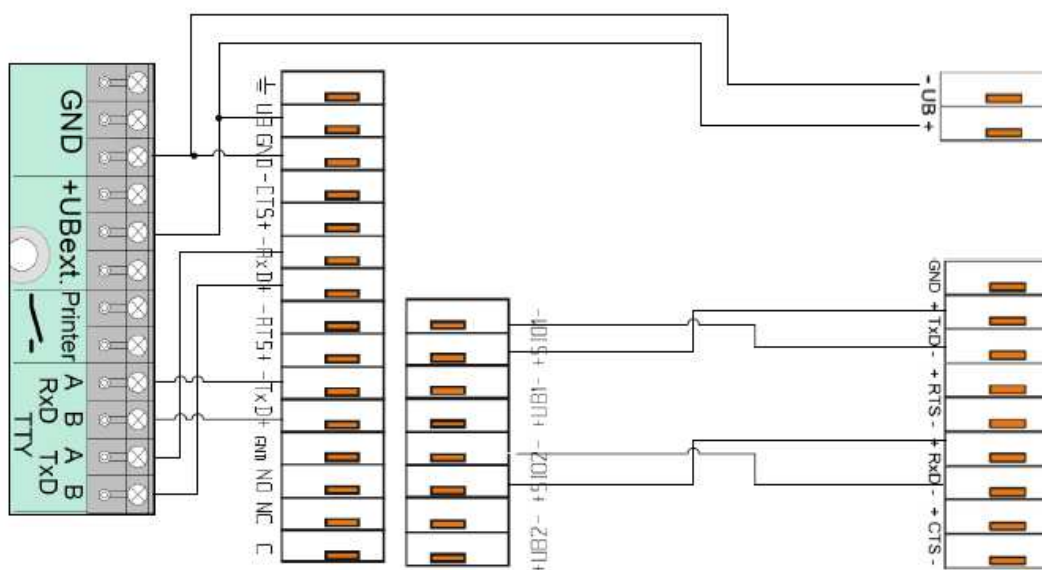 GND
+UBext.
Printer
A B
RxD
A B
TxD
TTY
UB
GND
-CTS+
-RxD+
-RTS+
-TxD+
GND
NO
NC
C
+SIO1-
+UB1-
+SIO2-
+UB2-
- UB +
GND
+ TxD -
+ RTS -
+ RxD -
+ CTS -